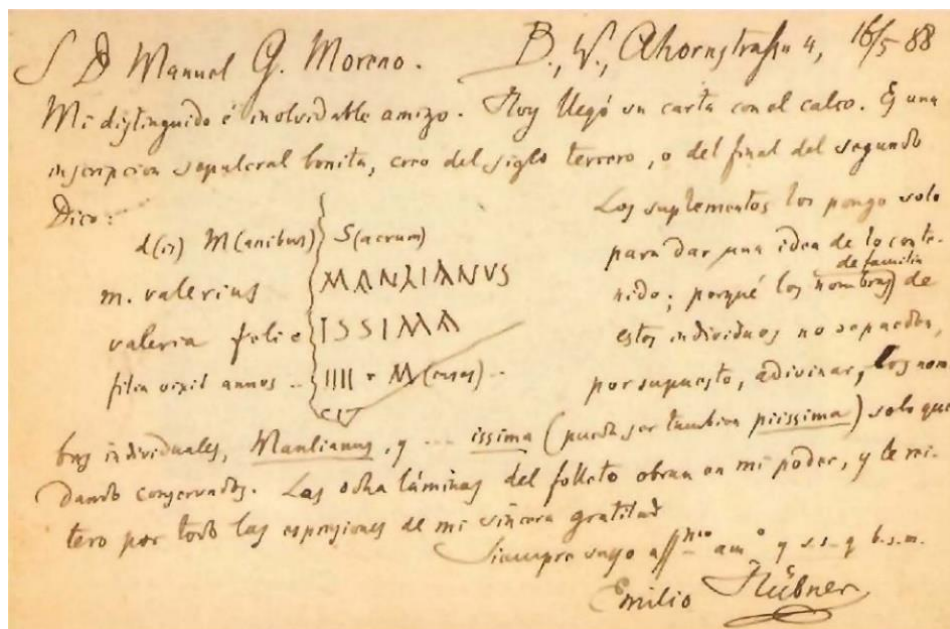 S D Manuel G. Moreno. B., W., Ahornstraße 4, 16/5 88
Mi distinguido é inolvidable amigo. Hoy llegó su carta con el calco. Es una
inscripcion sepulcral bonita, creo del siglo tercero, o del final del segundo
Dice:
d(is) M(anibus) S(acrum)
m. valerius MANLIANVS
valeria felic ISSIMA
filia vixit annos .. IIII · M(enses) ..
Los suplementos los pongo solo
para dar una idea de lo conte-
nido; porqué los nombres de familia de
estos individuos no se pueden,
por supuesto, adivinar, los nom
bres individuales, Manlianus, y ... issima (puede ser tambien piissima) solo que
dando conservados. Las ocho láminas del folleto obran en mi poder, y le rei-
tero por todo las espresiones de mi sincera gratitud
Siempre suyo affmo amo y s.s. q b.s.m.
Emilio Hübner